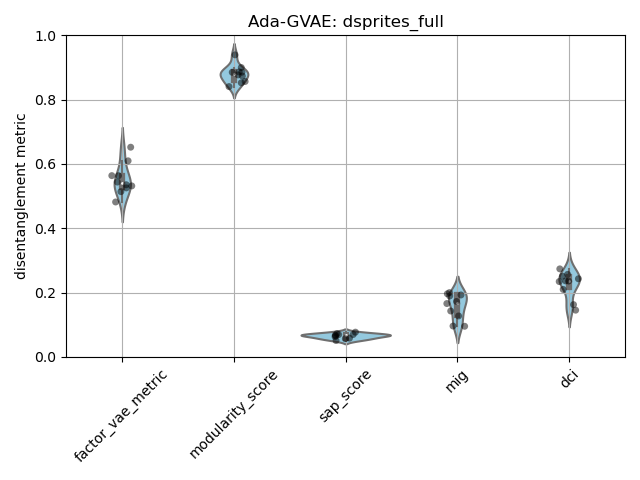 Ada-GVAE: dsprites_full
disentanglement metric
1.0
0.8
0.6
0.4
0.2
0.0
factor_vae_metric
modularity_score
sap_score
mig
dci